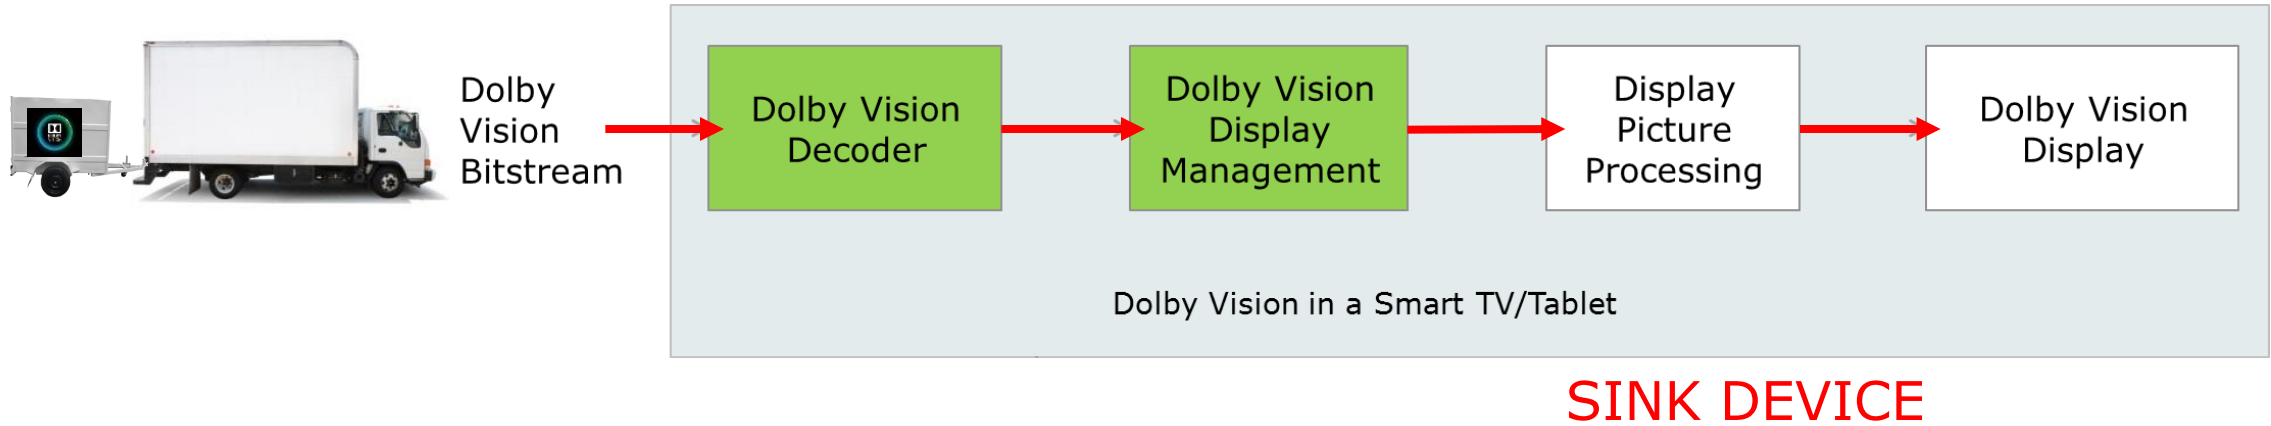 Dolby
Vision
Bitstream
Dolby Vision
Decoder
Dolby Vision
Display
Management
Display
Picture
Processing
Dolby Vision
Display
Dolby Vision in a Smart TV/Tablet
SINK DEVICE